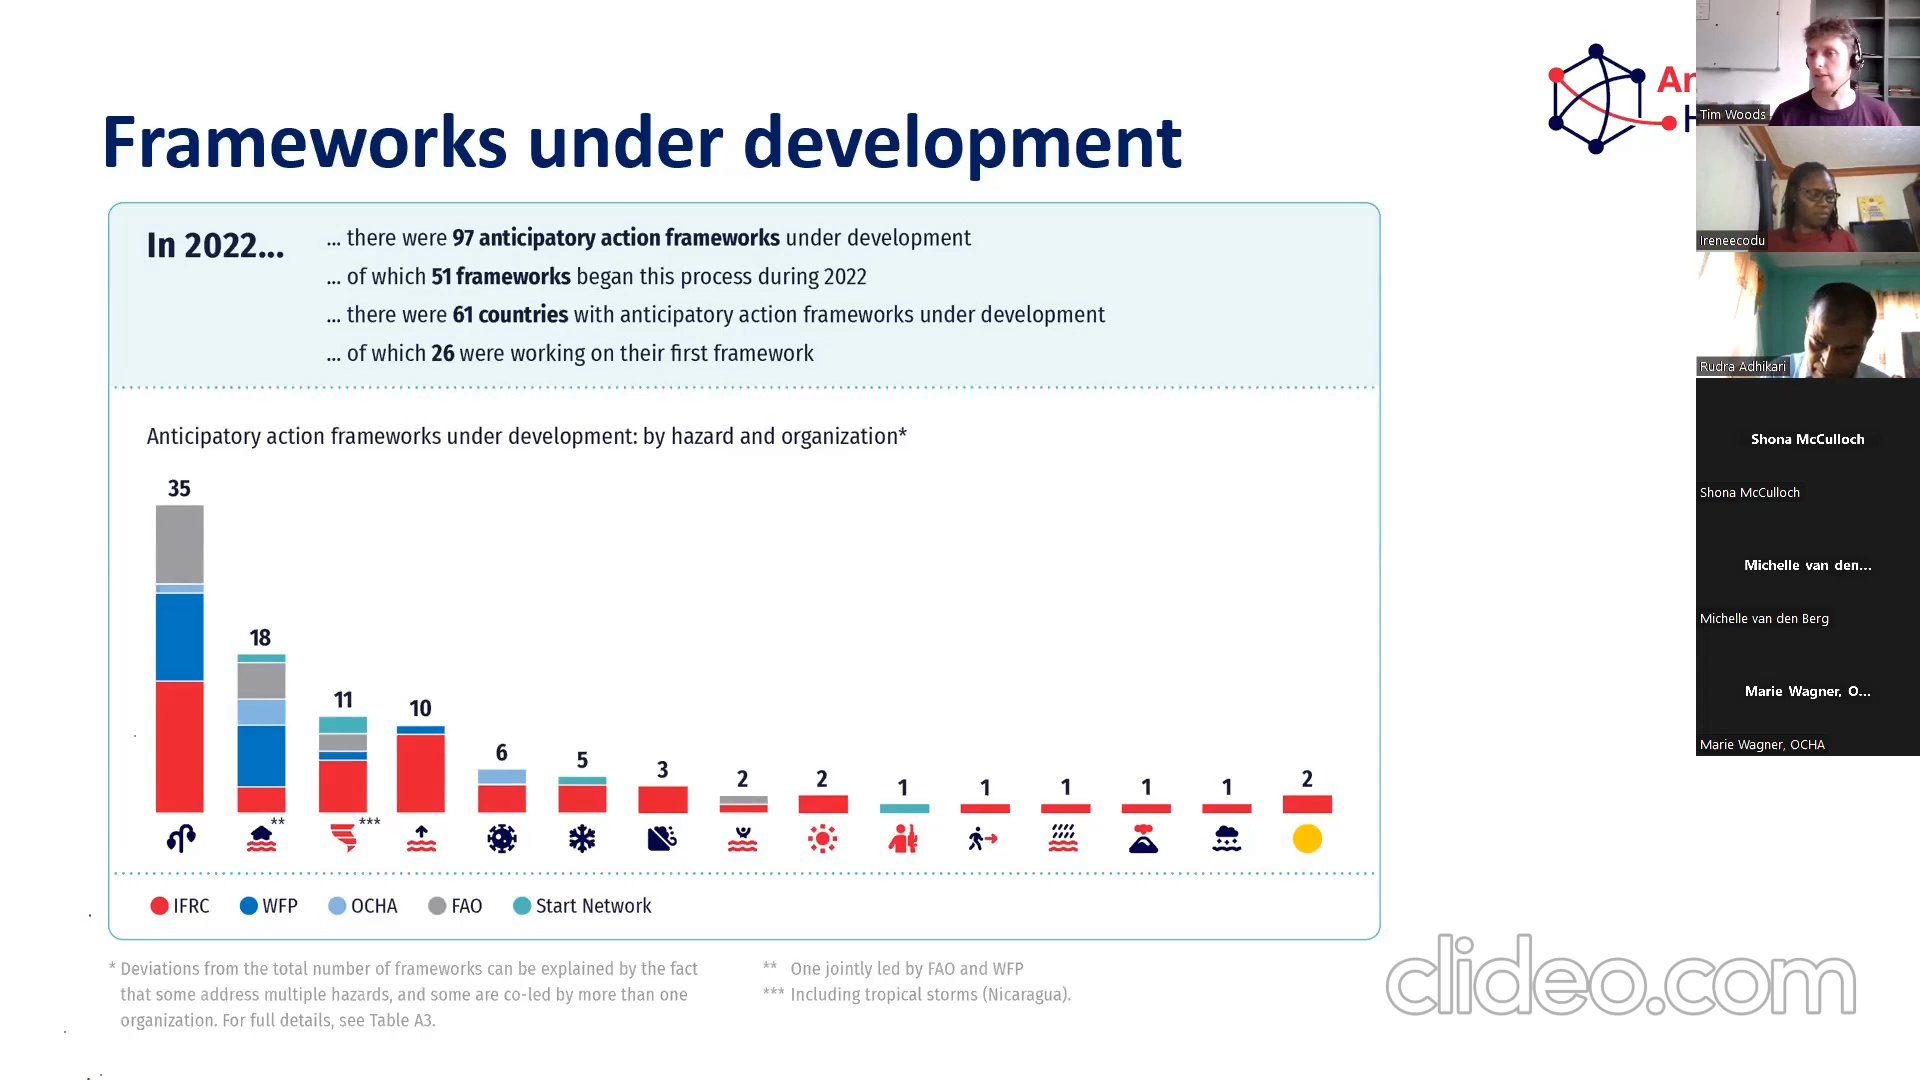 Frameworks under development
In 2022...
... there were 97 anticipatory action frameworks under development
... of which 51 frameworks began this process during 2022
... there were 61 countries with anticipatory action frameworks under development
... of which 26 were working on their first framework
Anticipatory action frameworks under development: by hazard and organization*
35
18
11
10
6
5
3
2
2
1
1
1
1
1
2
**
***
IFRC
WFP
OCHA
FAO
Start Network
* Deviations from the total number of frameworks can be explained by the fact
that some address multiple hazards, and some are co-led by more than one
organization. For full details, see Table A3.
** One jointly led by FAO and WFP
*** Including tropical storms (Nicaragua).
An
H
Tim Woods
Ireneecodu
Rudra Adhikari
Shona McCulloch
Shona McCulloch
Michelle van den...
Michelle van den Berg
Marie Wagner, O...
Marie Wagner, OCHA
clideo.com